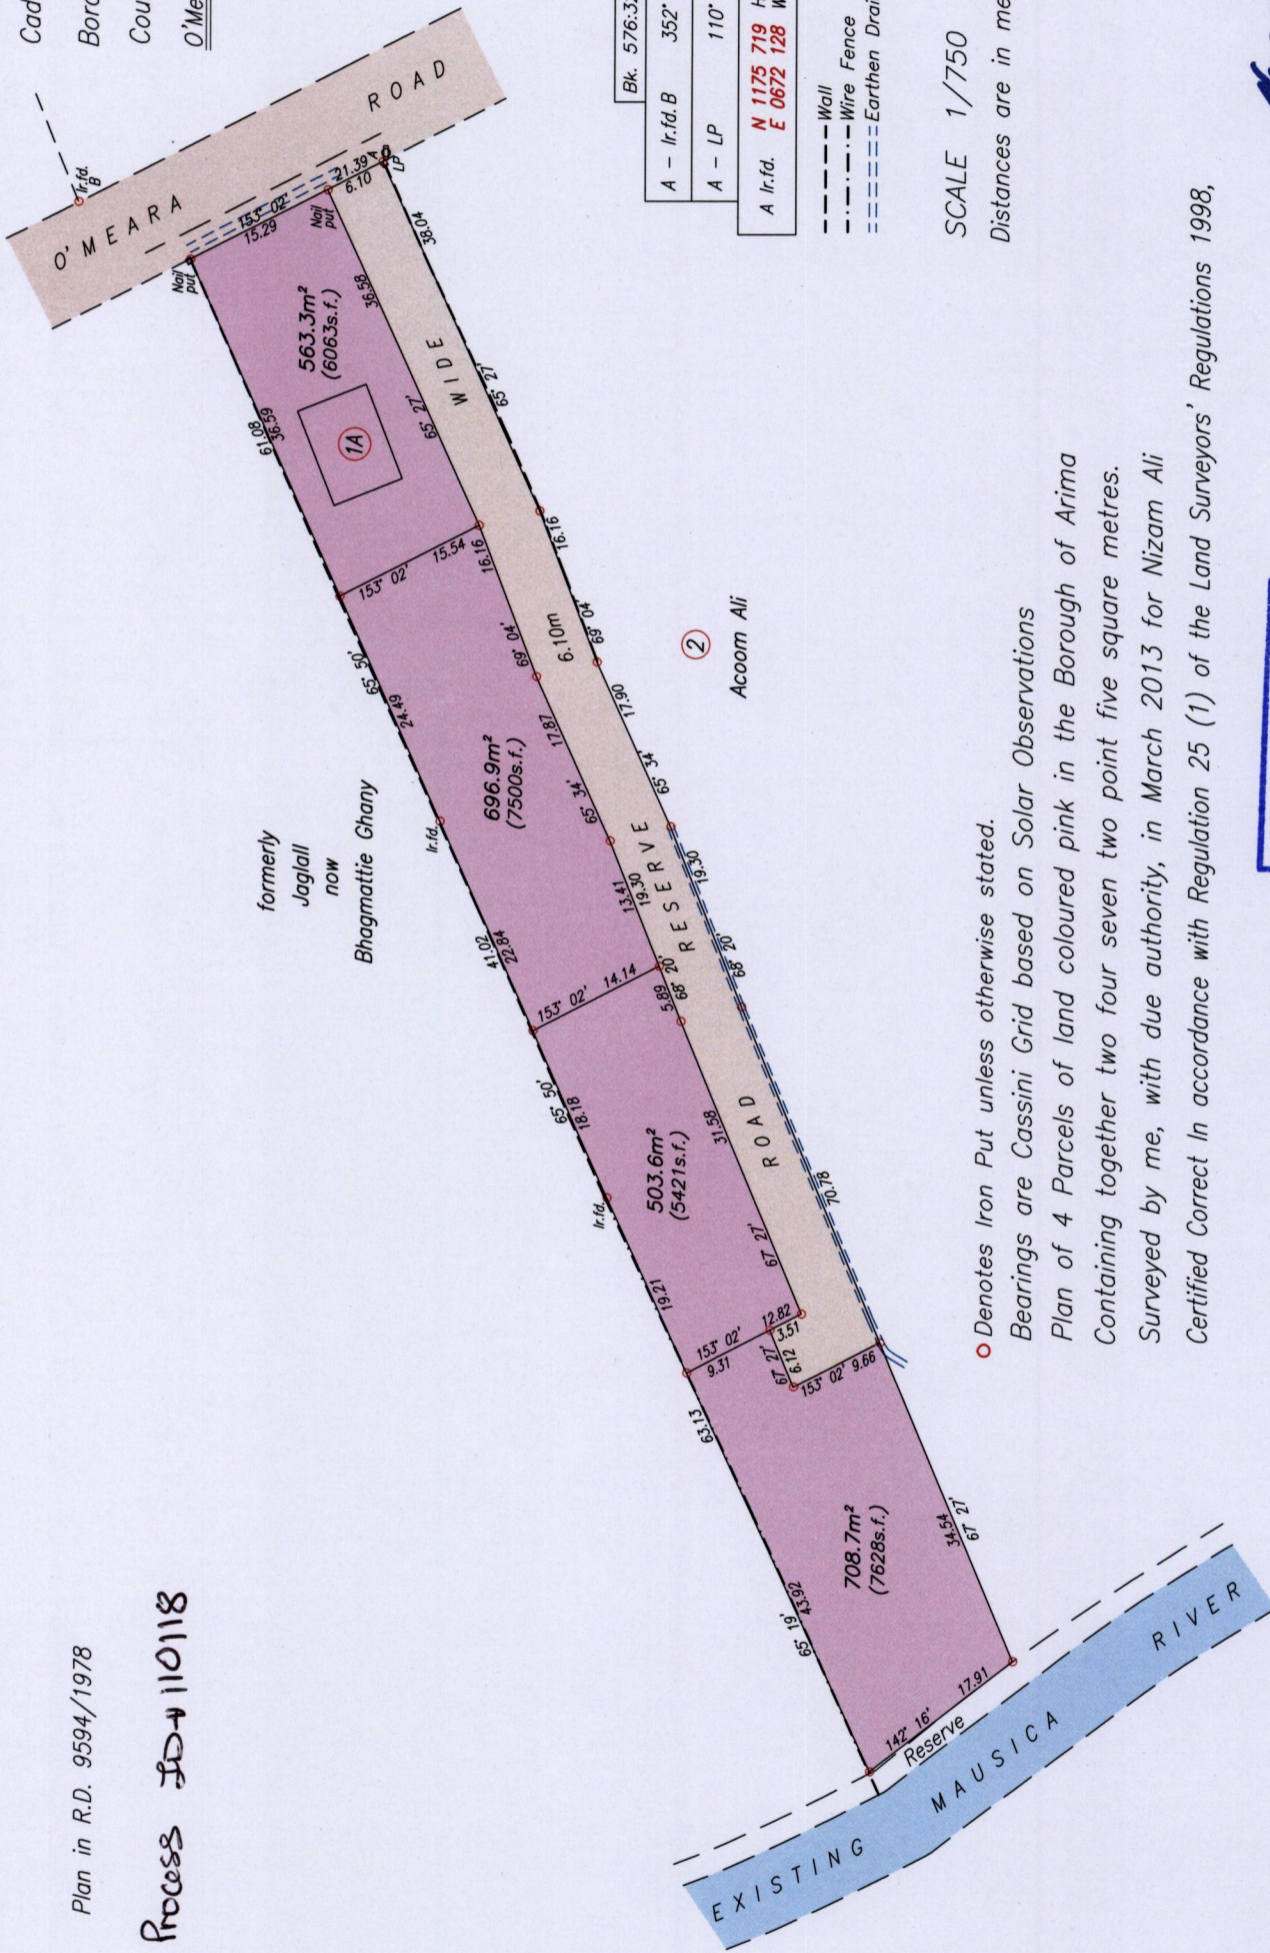 Plan in R.D. 9594/1978
Process ID# 110118
Cad
Bor
Cou
O'Me
Ir.fd.
B
O'MEARA ROAD
Nail
put
153° 02'
15.29
Nail
put
21.39
6.10
A
LP
563.3m²
(6063s.f.)
1A
61.08
36.59
36.58
65° 27'
38.04
65° 27'
153° 02'
15.54
16.16
69° 04'
16.16
69° 04'
65° 50'
24.49
Ir.fd.
696.9m²
(7500s.f.)
17.87
65° 34'
17.90
65° 34'
6.10m WIDE ROAD RESERVE
formerly
Jaglall
now
Bhagmattie Ghany
2
Acoom Ali
41.02
22.84
153° 02'
14.14
13.41
19.30
68° 20'
5.89
19.30
68° 20'
65° 50'
18.18
Ir.fd.
503.6m²
(5421s.f.)
31.58
67° 27'
70.78
19.21
153° 02'
9.31
12.82
3.51
67° 27'
6.12
153° 02'
9.66
63.13
65° 19'
43.92
708.7m²
(7628s.f.)
34.54
67° 27'
142° 16'
17.91
Reserve
EXISTING MAUSICA RIVER
Bk. 576:3
A - Ir.fd.B 352°
A - LP 110°
A Ir.fd. N 1175 719
E 0672 128
Wall
Wire Fence
Earthen Drai
SCALE 1/750
Distances are in me
Denotes Iron Put unless otherwise stated.
Bearings are Cassini Grid based on Solar Observations
Plan of 4 Parcels of land coloured pink in the Borough of Arima
Containing together two four seven two point five square metres.
Surveyed by me, with due authority, in March 2013 for Nizam Ali
Certified Correct In accordance with Regulation 25 (1) of the Land Surveyors' Regulations 1998,